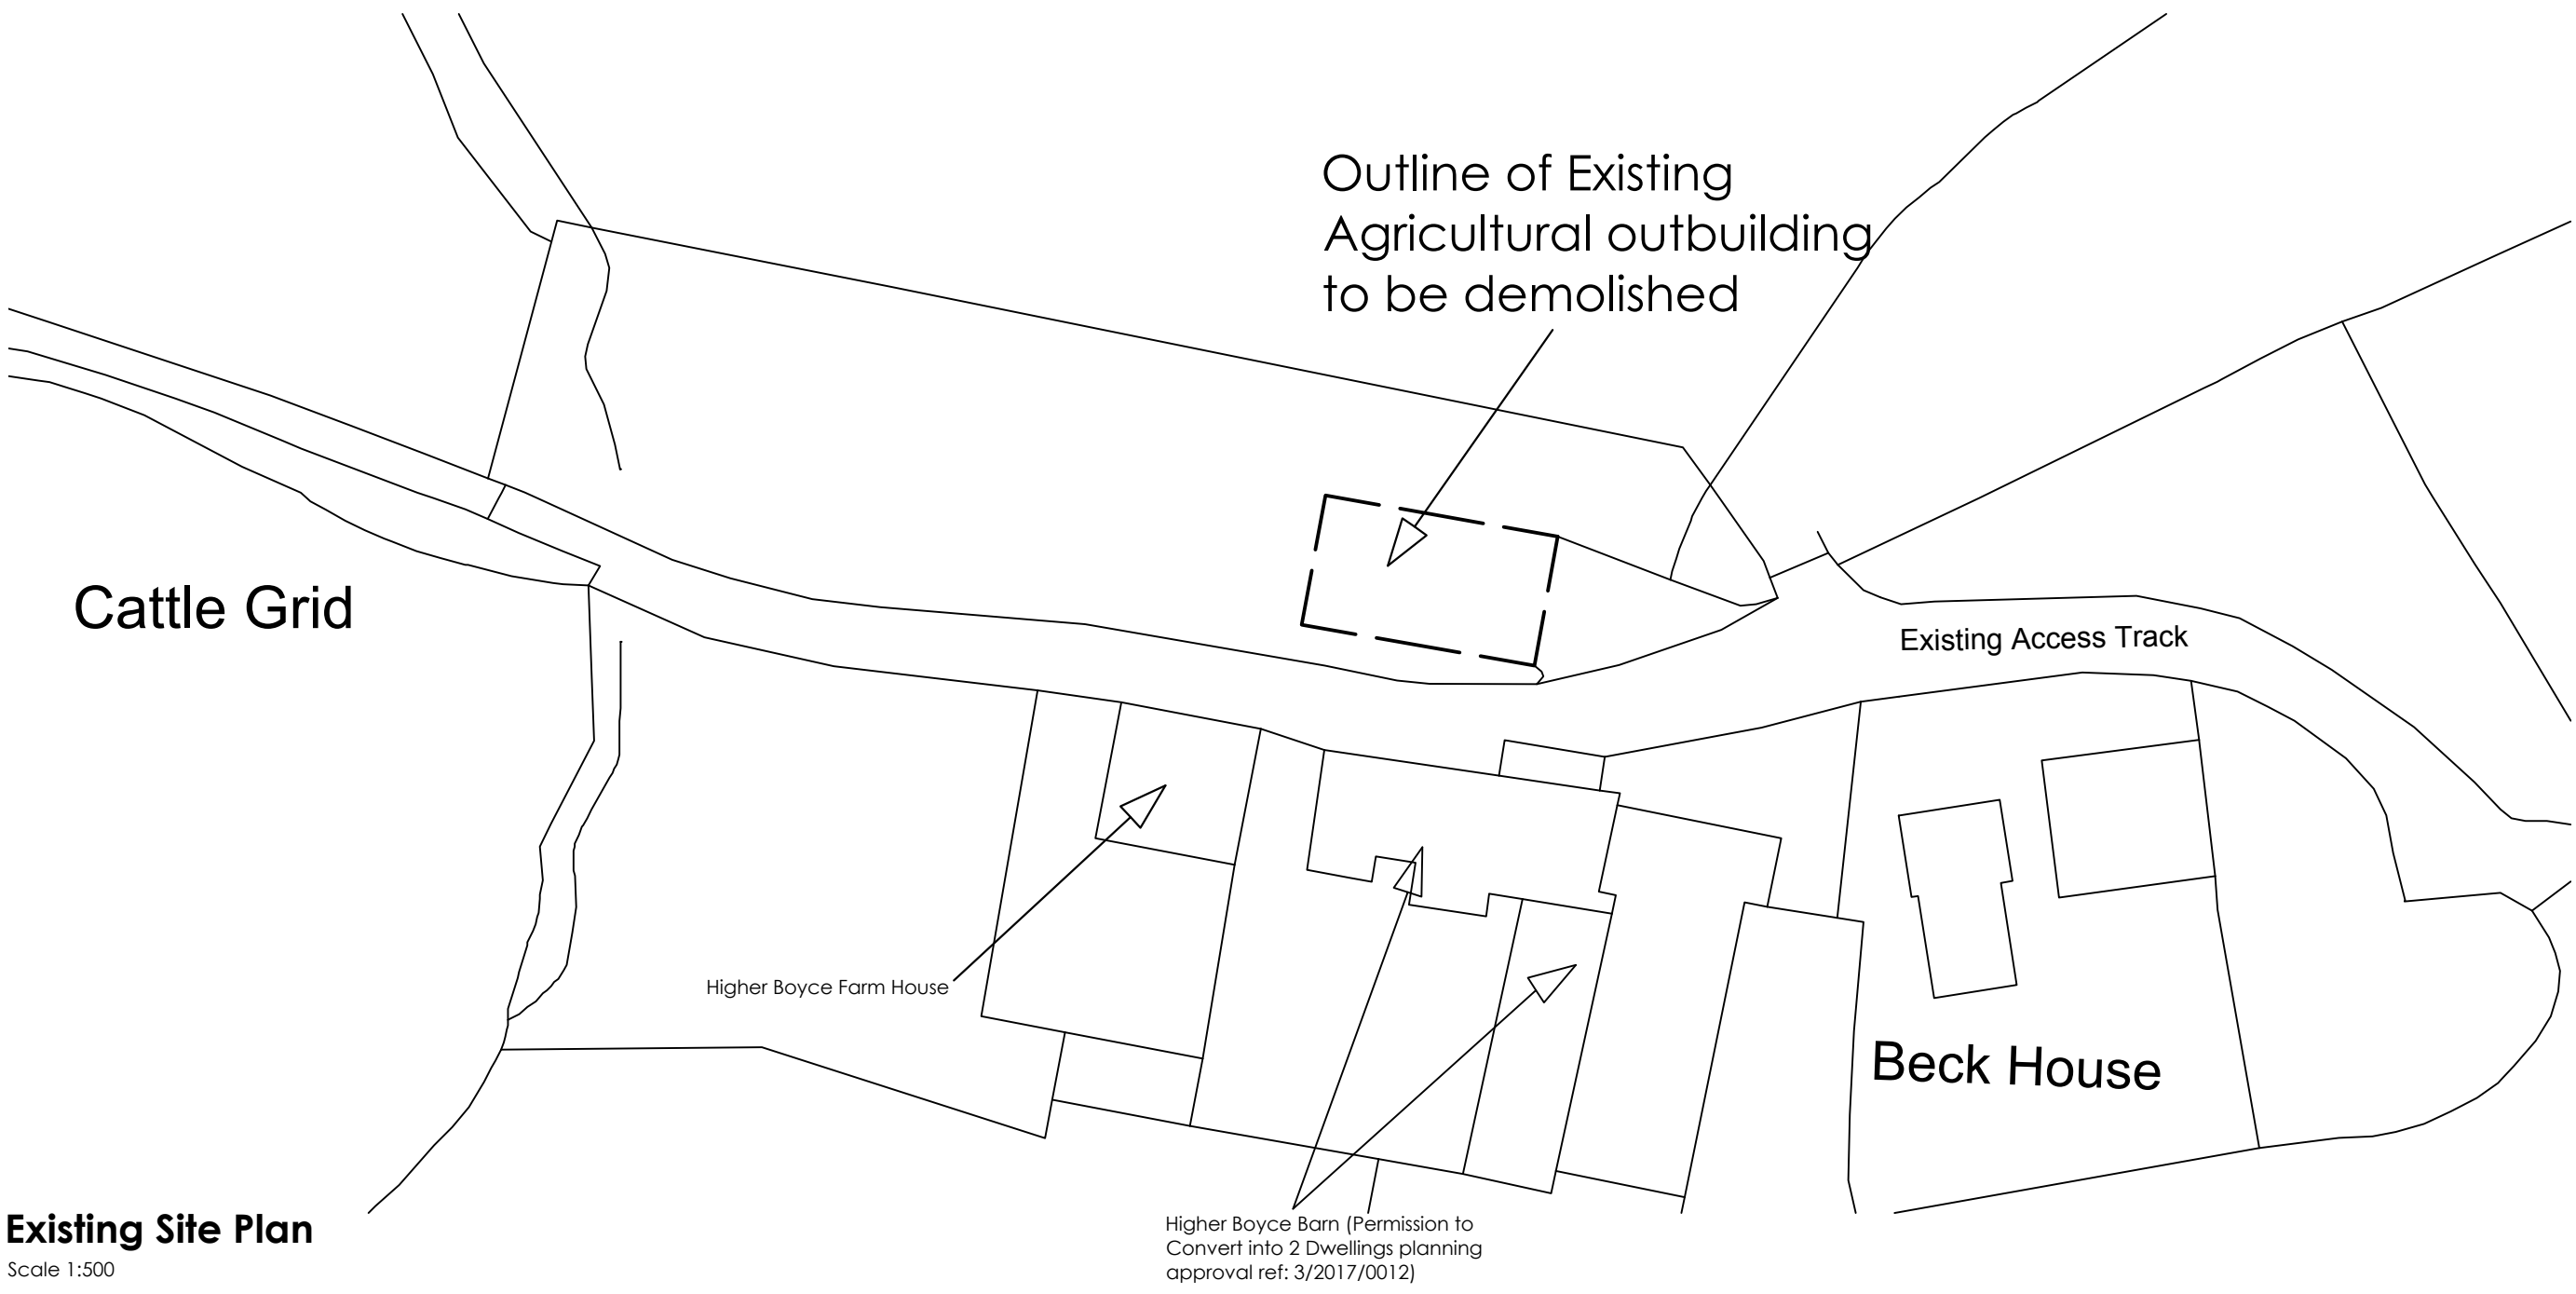 Outline of Existing
Agricultural outbuilding
to be demolished
Cattle Grid
Existing Access Track
Higher Boyce Farm House
Beck House
Higher Boyce Barn (Permission to
Convert into 2 Dwellings planning
approval ref: 3/2017/0012)
Existing Site Plan
Scale 1:500